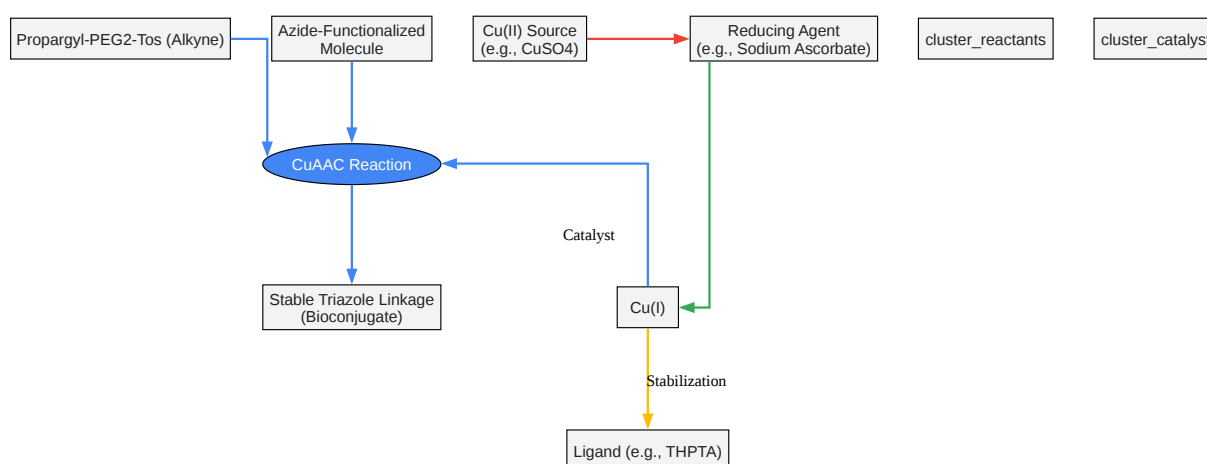 Propargyl-PEG2-Tos (Alkyne)
Azide-Functionalized
Molecule
Cu(II) Source
(e.g., CuSO4)
Reducing Agent
(e.g., Sodium Ascorbate)
cluster_reactants
cluster_catalyst
CuAAC Reaction
Catalyst
Stable Triazole Linkage
(Bioconjugate)
Cu(I)
Stabilization
Ligand (e.g., THPTA)